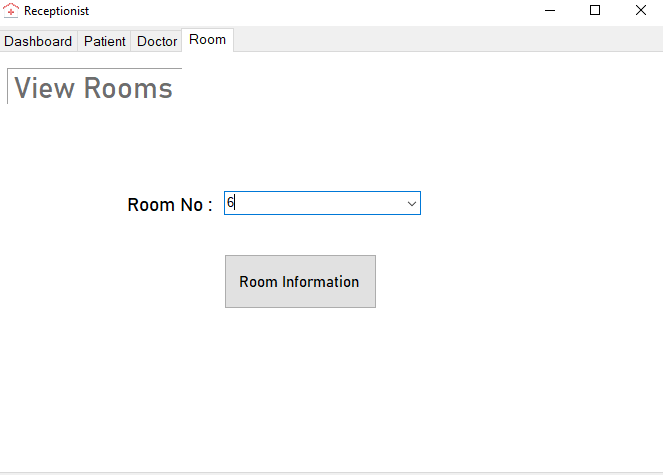 Receptionist
Dashboard Patient Doctor Room
View Rooms
Room No : 6
Room Information